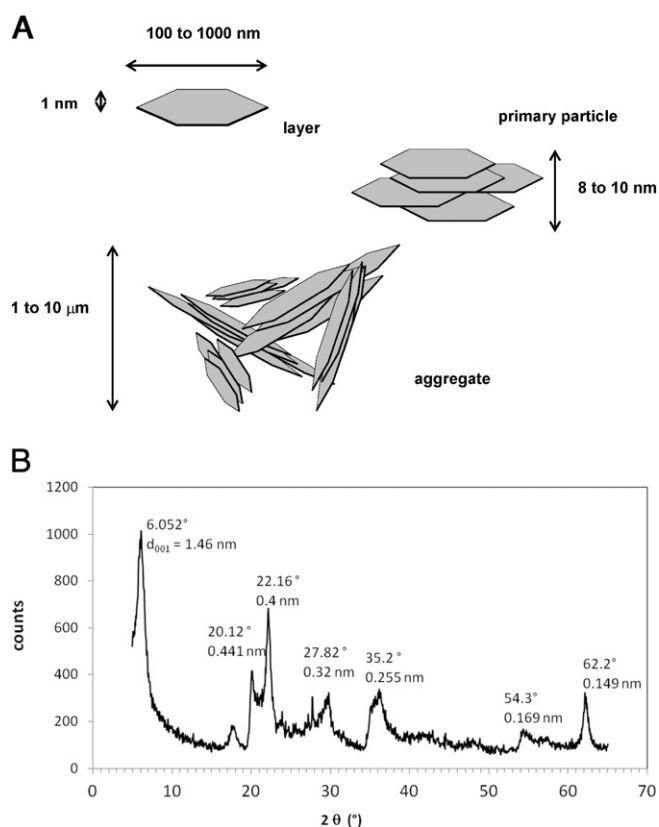 A
100 to 1000 nm
1 nm
layer
primary particle
8 to 10 nm
1 to 10 μm
aggregate
B
1200
1000
800
600
400
200
0
counts
6.052°
d001 = 1.46 nm
20.12°
0.441 nm
22.16°
0.4 nm
27.82°
0.32 nm
35.2°
0.255 nm
54.3°
0.169 nm
62.2°
0.149 nm
0 10 20 30 40 50 60 70
2 θ (°)